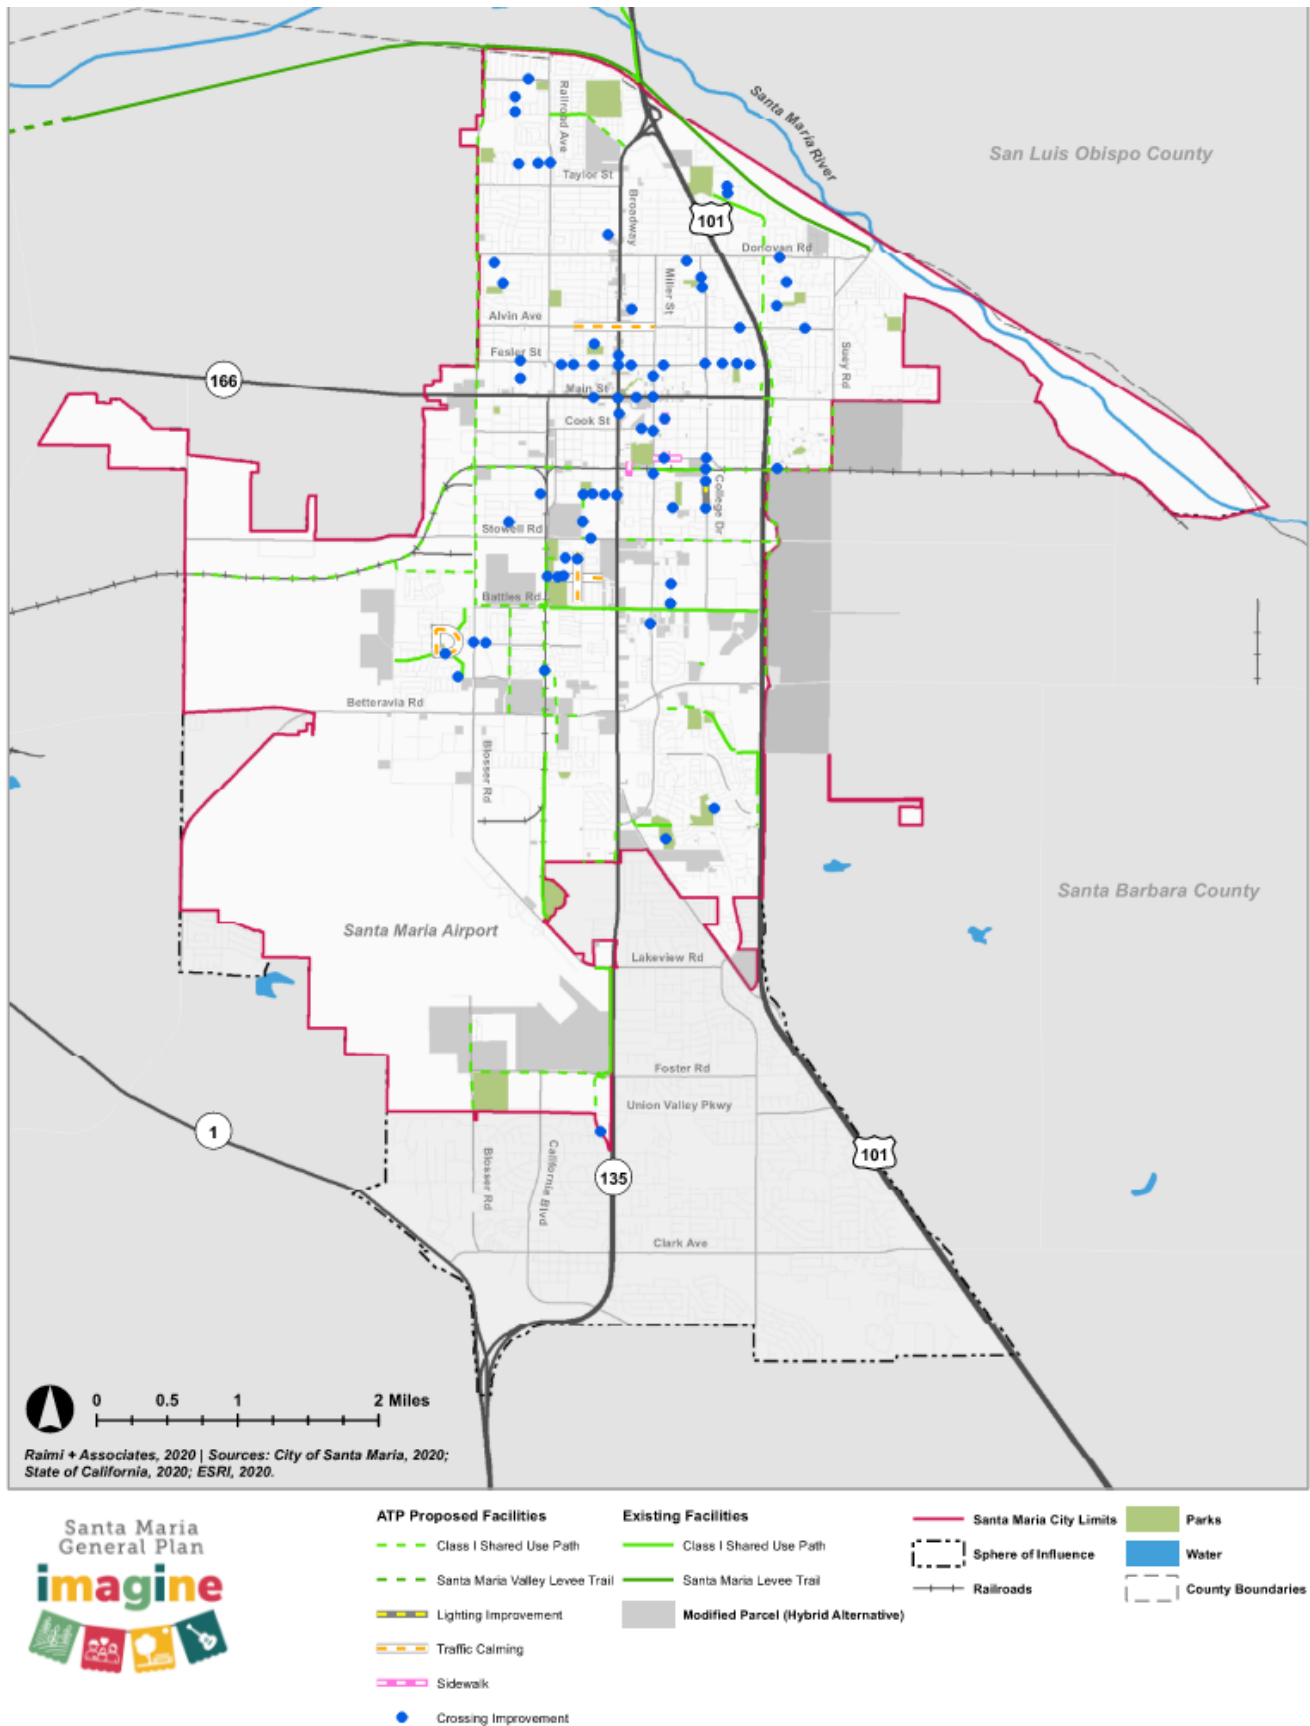 Santa Maria River
San Luis Obispo County
Railroad Ave
Taylor St
Broadway
101
Donovan Rd
Miller St
Alvin Ave
Fesler St
Suey Rd
166
Main St
Cook St
College Dr
Stowell Rd
Battles Rd
Betteravia Rd
Blosser Rd
Santa Barbara County
Santa Maria Airport
Lakeview Rd
Foster Rd
Union Valley Pkwy
1
101
Blosser Rd
California Blvd
135
Clark Ave
0 0.5 1 2 Miles
Raimi + Associates, 2020 | Sources: City of Santa Maria, 2020;
State of California, 2020; ESRI, 2020.
Santa Maria
General Plan
imagine
ATP Proposed Facilities
Class I Shared Use Path
Santa Maria Valley Levee Trail
Lighting Improvement
Traffic Calming
Sidewalk
Crossing Improvement
Existing Facilities
Class I Shared Use Path
Santa Maria Levee Trail
Modified Parcel (Hybrid Alternative)
Santa Maria City Limits
Sphere of Influence
Railroads
Parks
Water
County Boundaries